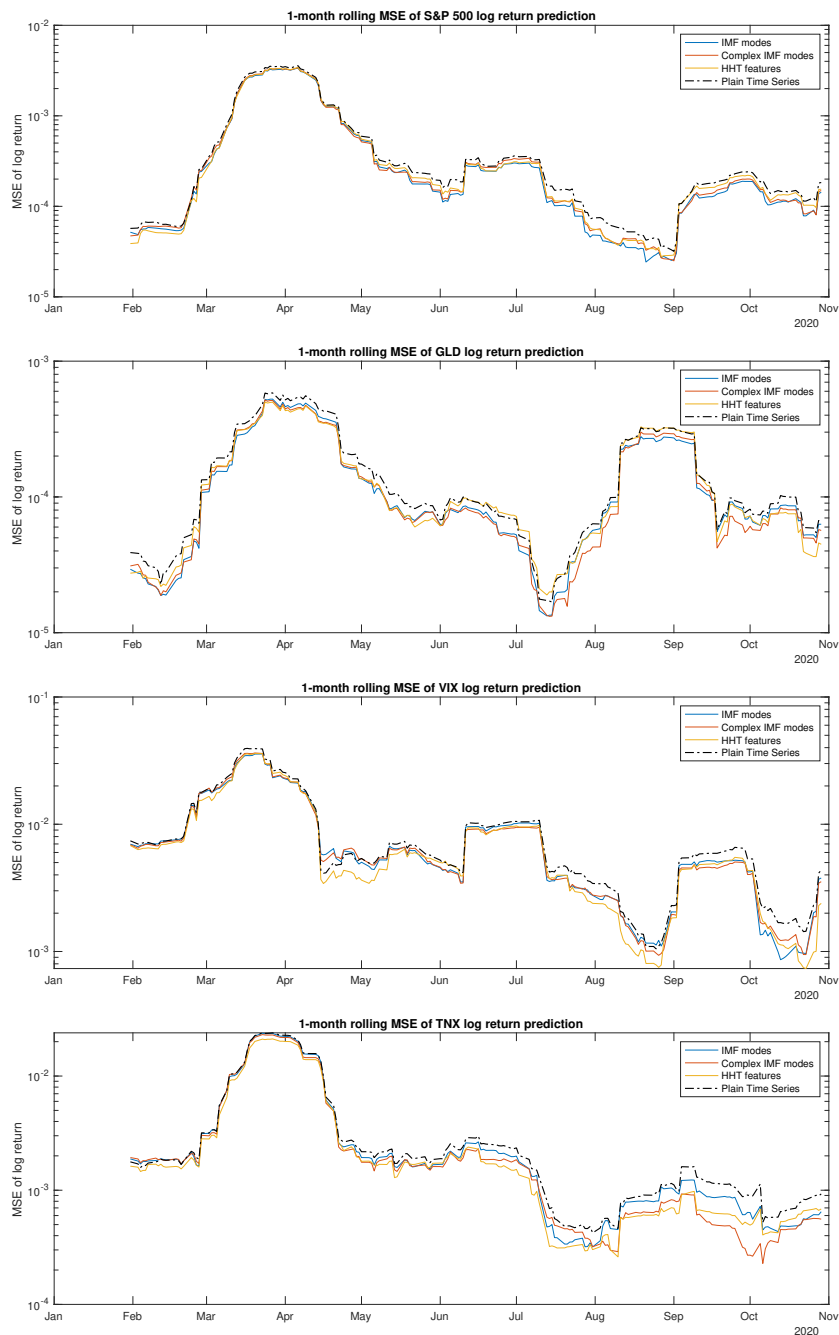 1-month rolling MSE of S&P 500 log return prediction
10^-2
10^-3
10^-4
10^-5
MSE of log return
IMF modes
Complex IMF modes
HHT features
Plain Time Series
Jan Feb Mar Apr May Jun Jul Aug Sep Oct Nov
2020
1-month rolling MSE of GLD log return prediction
10^-3
10^-4
10^-5
MSE of log return
IMF modes
Complex IMF modes
HHT features
Plain Time Series
Jan Feb Mar Apr May Jun Jul Aug Sep Oct Nov
2020
1-month rolling MSE of VIX log return prediction
10^-1
10^-2
10^-3
MSE of log return
IMF modes
Complex IMF modes
HHT features
Plain Time Series
Jan Feb Mar Apr May Jun Jul Aug Sep Oct Nov
2020
1-month rolling MSE of TNX log return prediction
10^-2
10^-3
10^-4
MSE of log return
IMF modes
Complex IMF modes
HHT features
Plain Time Series
Jan Feb Mar Apr May Jun Jul Aug Sep Oct Nov
2020